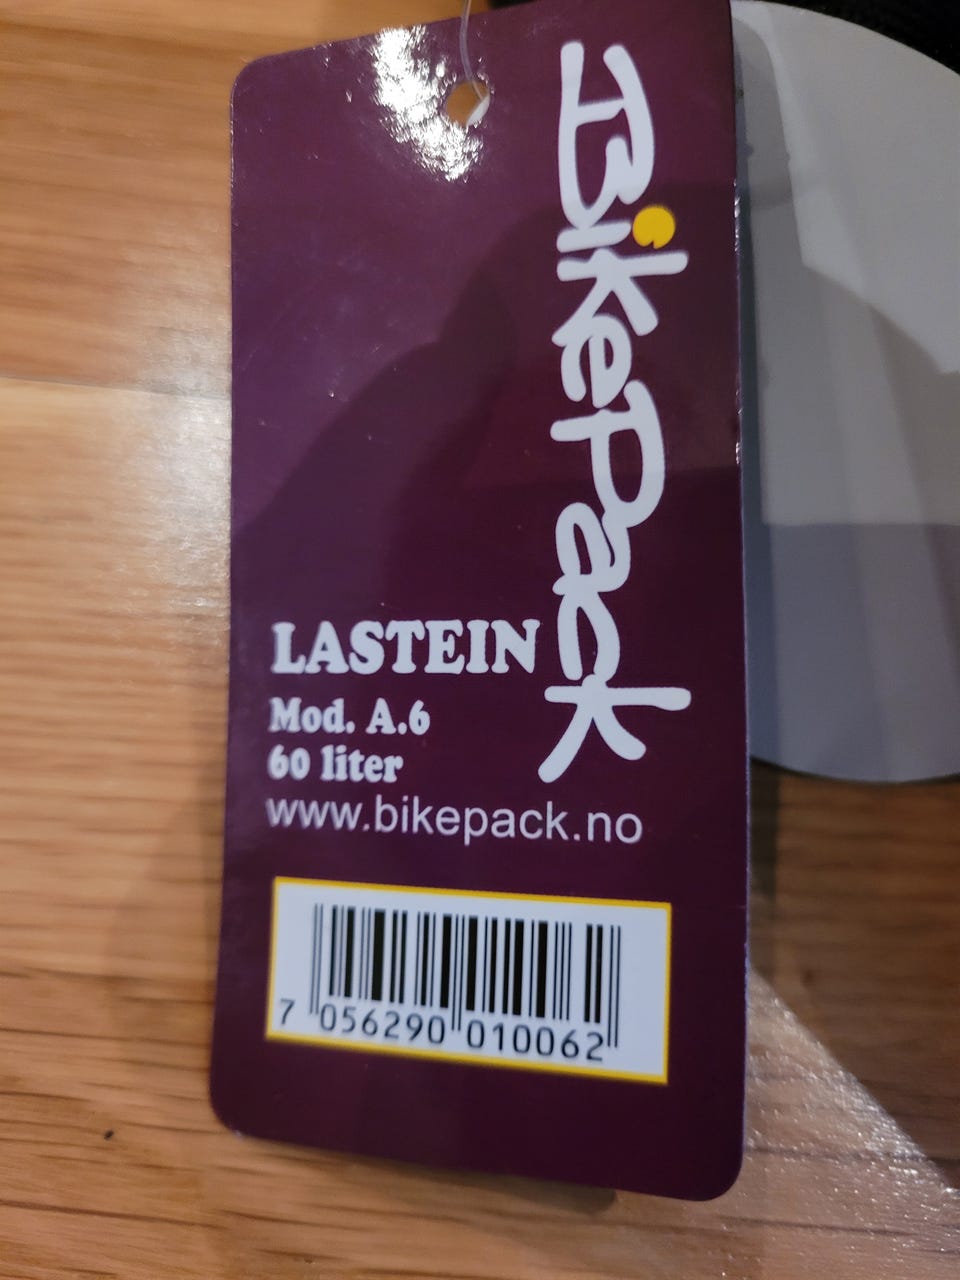 BikePack
LASTEIN
Mod. A.6
60 liter
www.bikepack.no
7 056290 010062